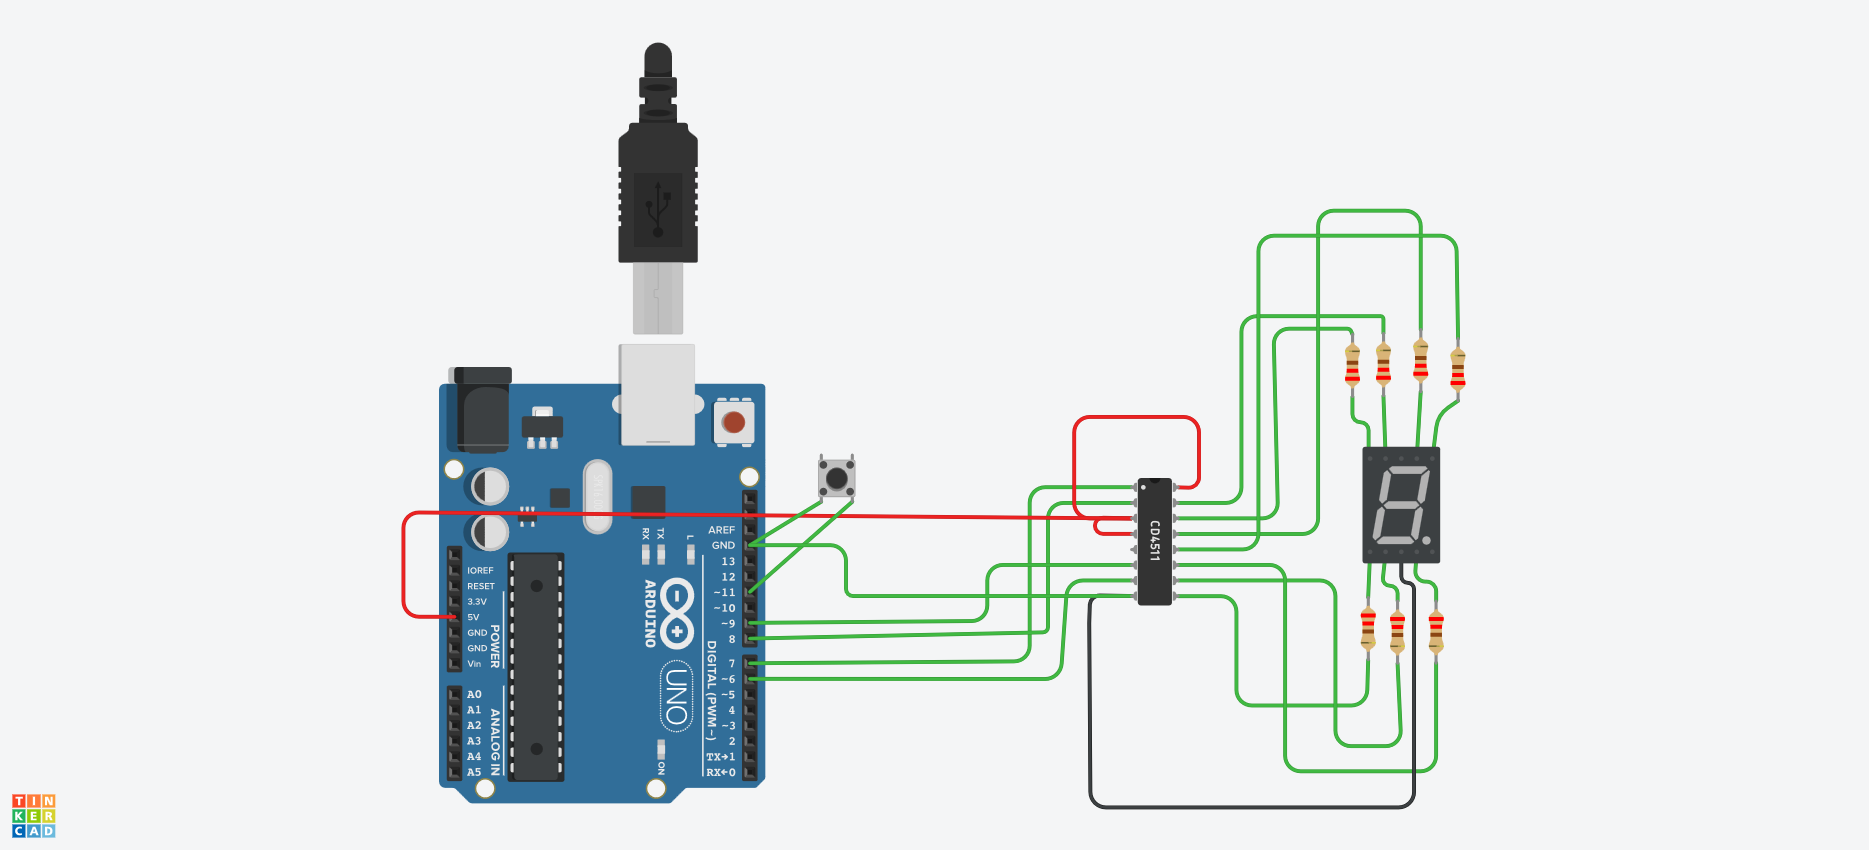 AREF
GND
13
12
~11
~10
~9
8
7
~6
~5
4
~3
2
TX→1
RX←0
DIGITAL (PWM~)
RX
TX
L
ARDUINO
UNO
ON
IOREF
RESET
3.3V
5V
GND
GND
Vin
POWER
A0
A1
A2
A3
A4
A5
ANALOG IN
CD4511
TIN
KER
CAD